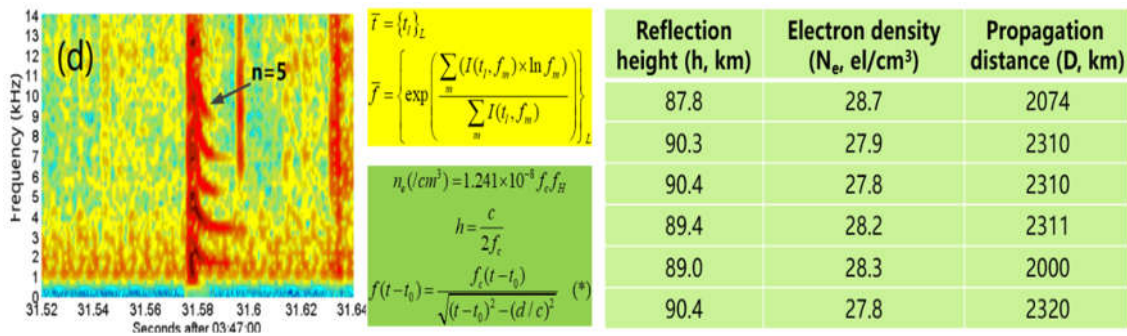 (d)
n=5
Frequency (kHz)
14
13
12
11
10
9
8
7
6
5
4
3
2
1
0
31.52 31.54 31.56 31.58 31.6 31.62 31.64
Seconds after 03:47:00
t̄ = {t_l}_L
f̄ = { exp ( ∑_m (I(t_l, f_m) × ln f_m) / ∑_m I(t_l, f_m) ) }_L
n_e(/cm³) = 1.241×10⁻⁸ f_c f_H
h = c / 2f_c
f(t−t₀) = f_c(t−t₀) / √((t−t₀)² − (d/c)²) (*)
Reflection height (h, km) Electron density (Nₑ, el/cm³) Propagation distance (D, km)
87.8 28.7 2074
90.3 27.9 2310
90.4 27.8 2310
89.4 28.2 2311
89.0 28.3 2000
90.4 27.8 2320